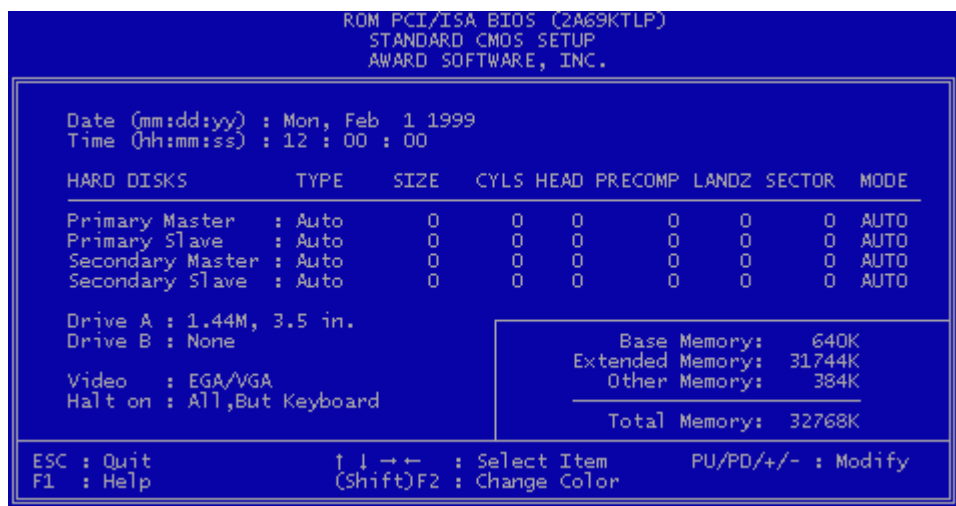 ROM PCI/ISA BIOS (2A69KTLP)
STANDARD CMOS SETUP
AWARD SOFTWARE, INC.
Date (mm:dd:yy) : Mon, Feb 1 1999
Time (hh:mm:ss) : 12 : 00 : 00
HARD DISKS TYPE SIZE CYLS HEAD PRECOMP LANDZ SECTOR MODE
Primary Master : Auto 0 0 0 0 0 0 AUTO
Primary Slave : Auto 0 0 0 0 0 0 AUTO
Secondary Master : Auto 0 0 0 0 0 0 AUTO
Secondary Slave : Auto 0 0 0 0 0 0 AUTO
Drive A : 1.44M, 3.5 in.
Drive B : None
Video : EGA/VGA
Halt on : All,But Keyboard
Base Memory: 640K
Extended Memory: 31744K
Other Memory: 384K
Total Memory: 32768K
ESC : Quit ↑ ↓ → ← : Select Item PU/PD/+/- : Modify
F1 : Help (Shift)F2 : Change Color